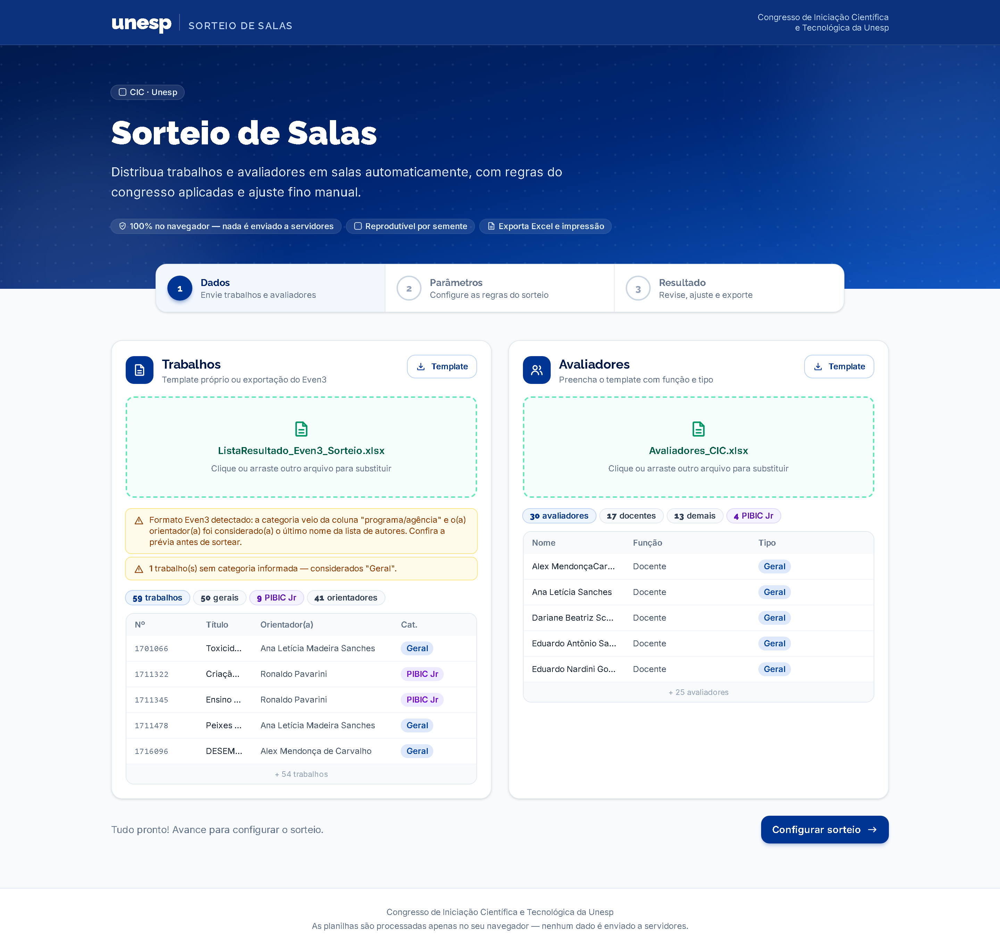 unesp
SORTEIO DE SALAS
Congresso de Iniciação Científica
e Tecnológica da Unesp
CIC · Unesp
Sorteio de Salas
Distribua trabalhos e avaliadores em salas automaticamente, com regras do
congresso aplicadas e ajuste fino manual.
100% no navegador — nada é enviado a servidores
Reprodutível por semente
Exporta Excel e impressão
1
Dados
Envie trabalhos e avaliadores
2
Parâmetros
Configure as regras do sorteio
3
Resultado
Revise, ajuste e exporte
Trabalhos
Template próprio ou exportação do Even3
Template
ListaResultado_Even3_Sorteio.xlsx
Clique ou arraste outro arquivo para substituir
Formato Even3 detectado: a categoria veio da coluna "programa/agência" e o(a)
orientador(a) foi considerado(a) o último nome da lista de autores. Confira a
prévia antes de sortear.
1 trabalho(s) sem categoria informada — considerados "Geral".
59 trabalhos
50 gerais
9 PIBIC Jr
41 orientadores
Nº Título Orientador(a) Cat.
1701066 Toxicid... Ana Letícia Madeira Sanches Geral
1711322 Criaçã... Ronaldo Pavarini PIBIC Jr
1711345 Ensino ... Ronaldo Pavarini PIBIC Jr
1711478 Peixes ... Ana Letícia Madeira Sanches Geral
1716096 DESEM... Alex Mendonça de Carvalho Geral
+ 54 trabalhos
Avaliadores
Preencha o template com função e tipo
Template
Avaliadores_CIC.xlsx
Clique ou arraste outro arquivo para substituir
30 avaliadores
17 docentes
13 demais
4 PIBIC Jr
Nome Função Tipo
Alex MendonçaCar... Docente Geral
Ana Letícia Sanches Docente Geral
Dariane Beatriz Sc... Docente Geral
Eduardo Antõnio Sa... Docente Geral
Eduardo Nardini Go... Docente Geral
+ 25 avaliadores
Tudo pronto! Avance para configurar o sorteio.
Configurar sorteio →
Congresso de Iniciação Científica e Tecnológica da Unesp
As planilhas são processadas apenas no seu navegador — nenhum dado é enviado a servidores.